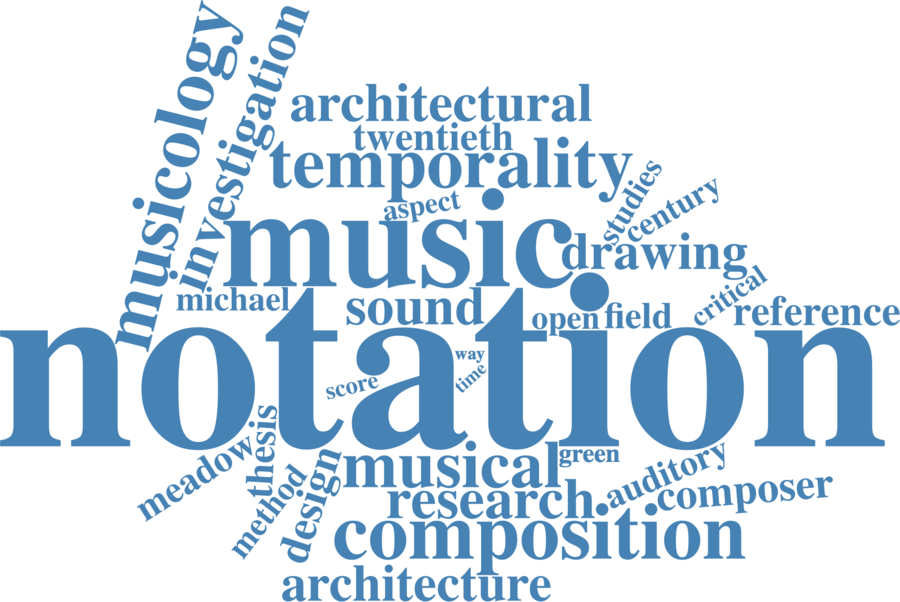 musicology
investigation
architectural
twentieth
temporality
studies
century
aspect
music
drawing
michael
sound
open
field
critical
reference
notation
way
time
score
meadow
thesis
method
design
musical
green
auditory
research
composer
composition
architecture